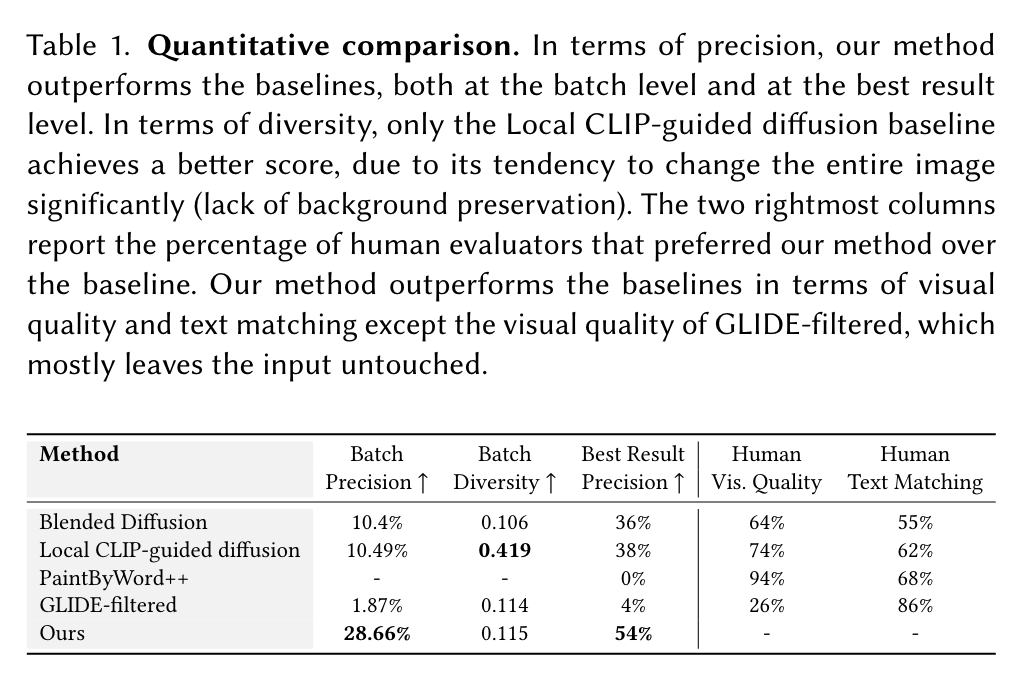 Table 1. Quantitative comparison. In terms of precision, our method
outperforms the baselines, both at the batch level and at the best result
level. In terms of diversity, only the Local CLIP-guided diffusion baseline
achieves a better score, due to its tendency to change the entire image
significantly (lack of background preservation). The two rightmost columns
report the percentage of human evaluators that preferred our method over
the baseline. Our method outperforms the baselines in terms of visual
quality and text matching except the visual quality of GLIDE-filtered, which
mostly leaves the input untouched.
Method Batch Batch Best Result Human Human
Precision ↑ Diversity ↑ Precision ↑ Vis. Quality Text Matching
Blended Diffusion 10.4% 0.106 36% 64% 55%
Local CLIP-guided diffusion 10.49% 0.419 38% 74% 62%
PaintByWord++ - - 0% 94% 68%
GLIDE-filtered 1.87% 0.114 4% 26% 86%
Ours 28.66% 0.115 54% - -